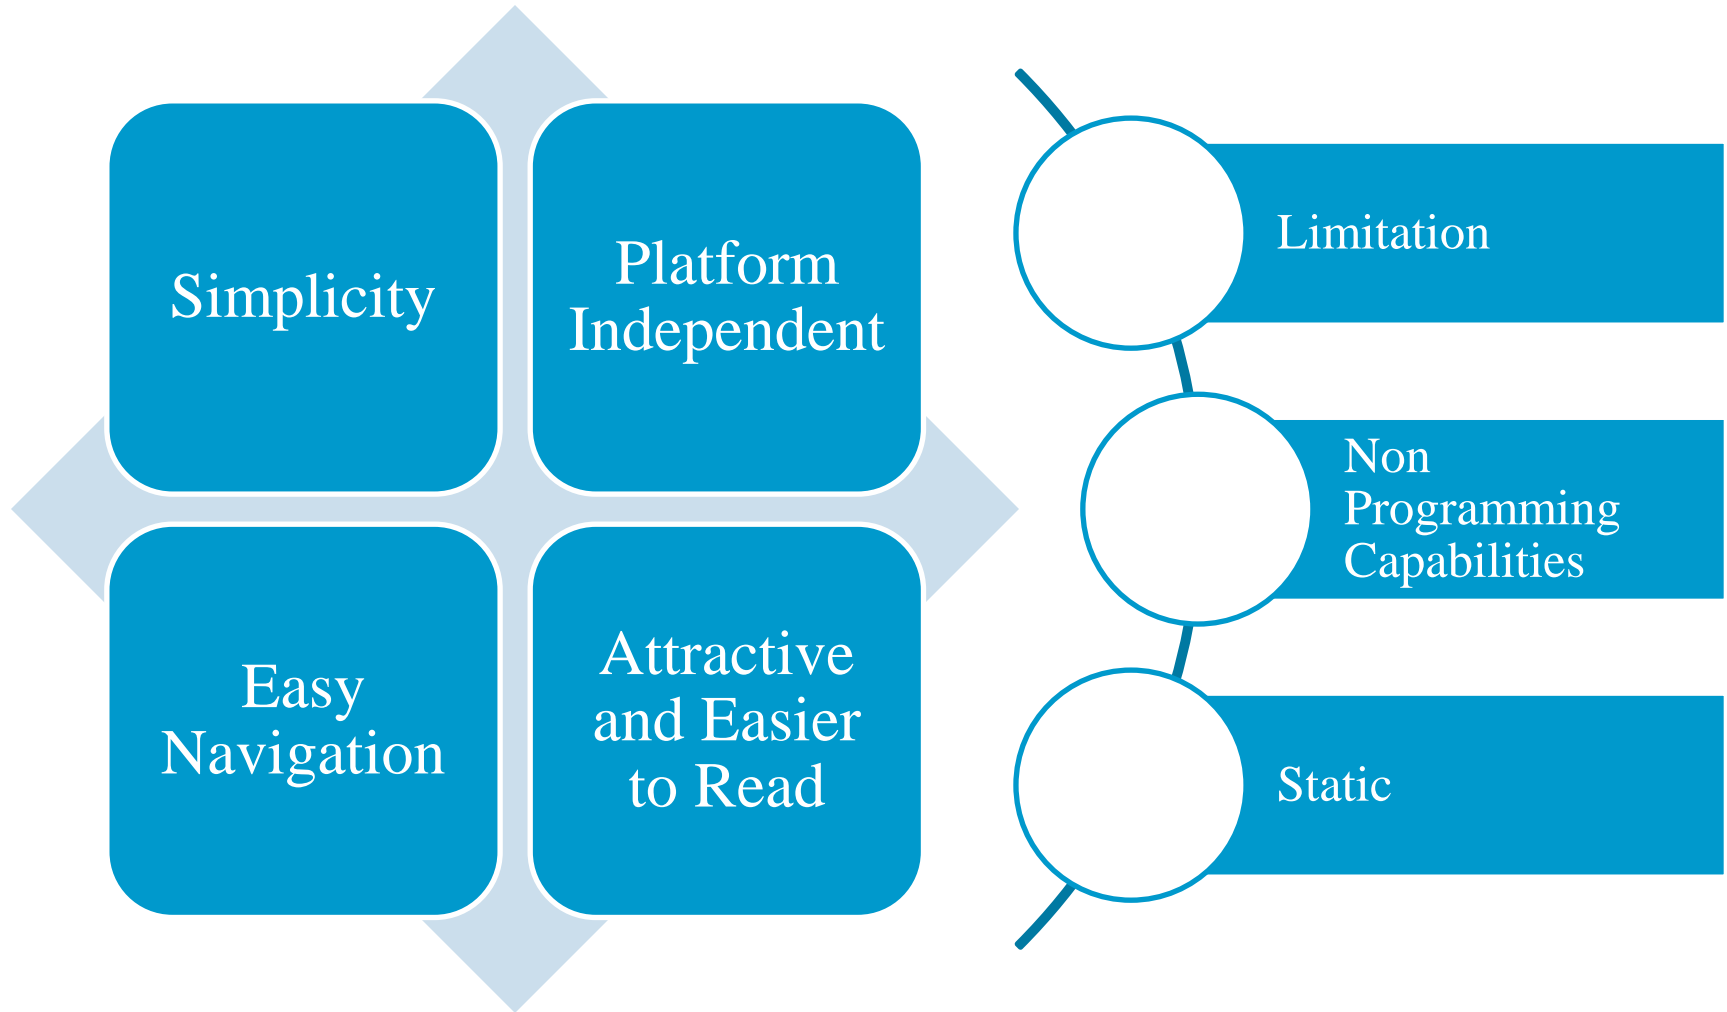 Simplicity
Platform
Independent
Easy
Navigation
Attractive
and Easier
to Read
Limitation
Non
Programming
Capabilities
Static